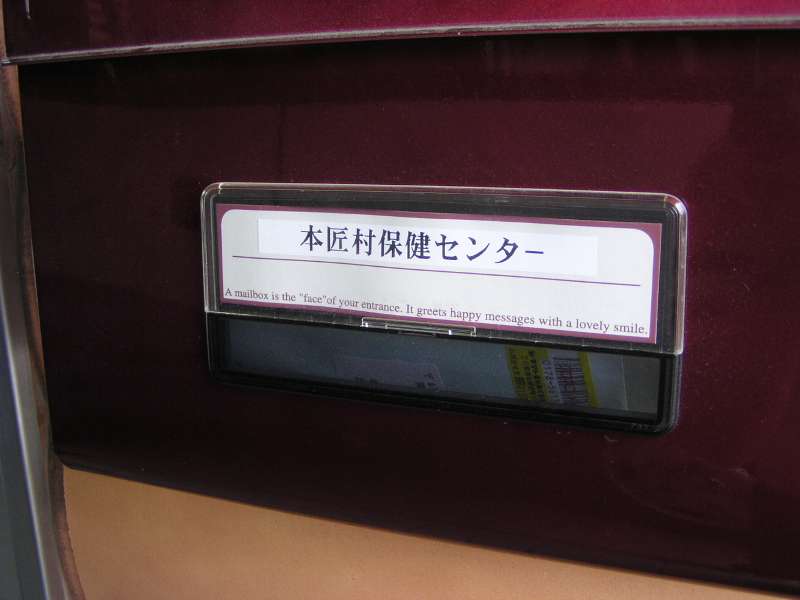 本匠村保健センター
A mailbox is the "face"of your entrance. It greets happy messages with a lovely smile.